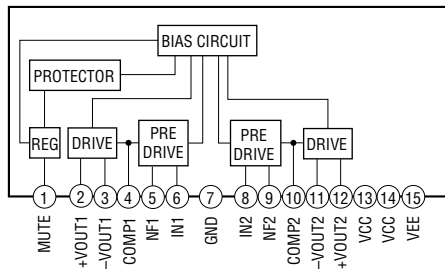 BIAS CIRCUIT
PROTECTOR
REG
DRIVE
PRE
DRIVE
PRE
DRIVE
DRIVE
1
2
3
4
5
6
7
8
9
10
11
12
13
14
15
MUTE
+VOUT1
–VOUT1
COMP1
NF1
IN1
GND
IN2
NF2
COMP2
–VOUT2
+VOUT2
VCC
VCC
VEE